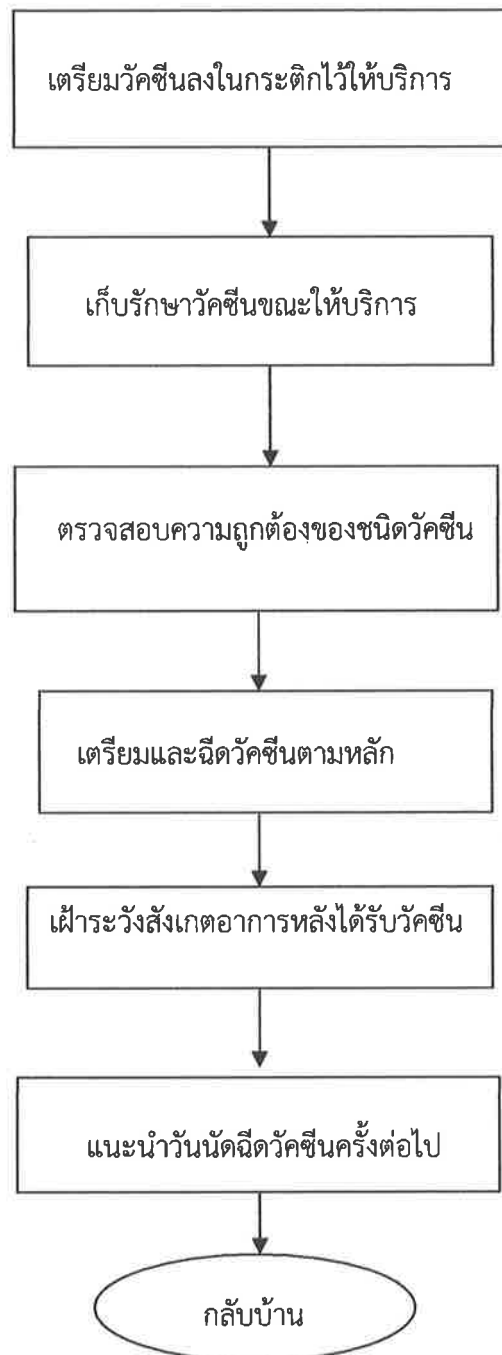 เตรียมวัคซีนลงในกระติกไว้ให้บริการ
เก็บรักษาวัคซีนขณะให้บริการ
ตรวจสอบความถูกต้องของชนิดวัคซีน
เตรียมและฉีดวัคซีนตามหลัก
เฝ้าระวังสังเกตอาการหลังได้รับวัคซีน
แนะนำวันนัดฉีดวัคซีนครั้งต่อไป
กลับบ้าน